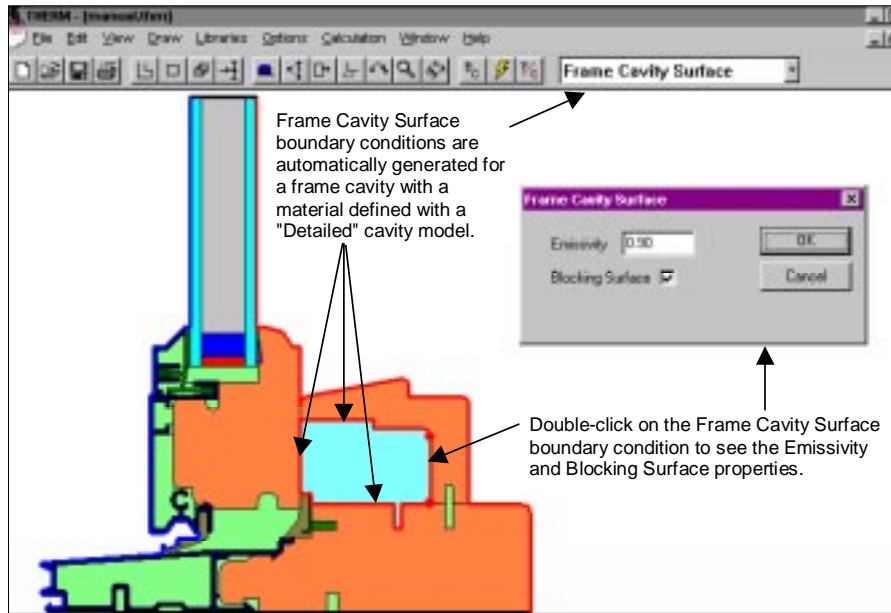 THERM - [manual.thm]
File Edit View Draw Libraries Options Calculation Window Help
Frame Cavity Surface
Frame Cavity Surface
boundary conditions are
automatically generated for
a frame cavity with a
material defined with a
"Detailed" cavity model.
Frame Cavity Surface
Emissivity 0.90 OK
Blocking Surface Cancel
Double-click on the Frame Cavity Surface
boundary condition to see the Emissivity
and Blocking Surface properties.